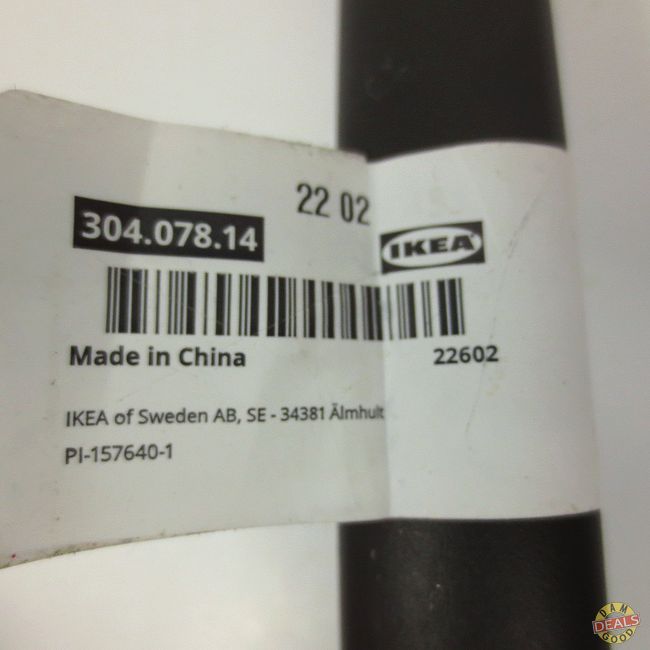 22 02
304.078.14
IKEA
Made in China 22602
IKEA of Sweden AB, SE - 34381 Älmhult
PI-157640-1
DAM
DEALS
GOOD